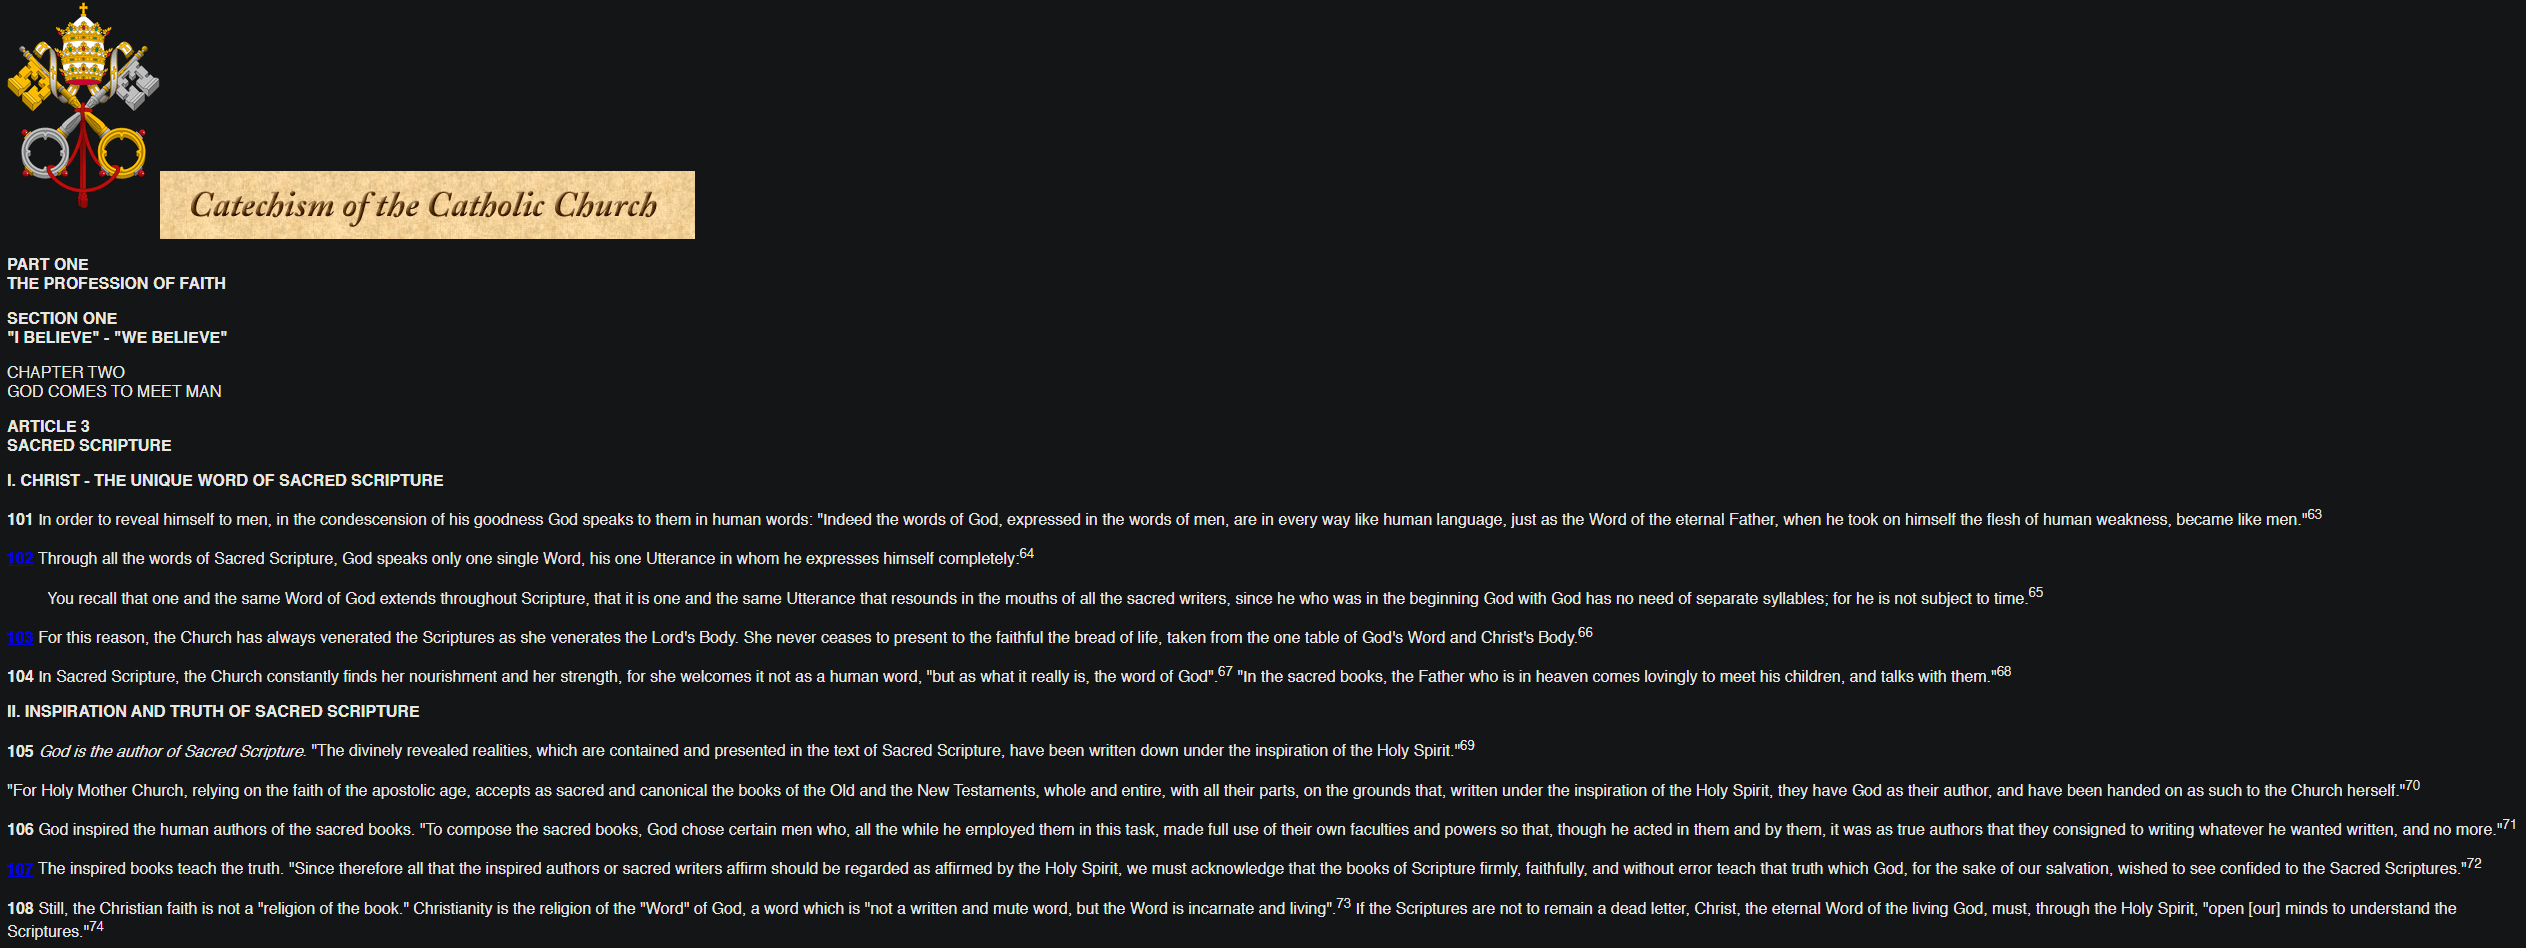 Catechism of the Catholic Church
PART ONE
THE PROFESSION OF FAITH
SECTION ONE
"I BELIEVE" - "WE BELIEVE"
CHAPTER TWO
GOD COMES TO MEET MAN
ARTICLE 3
SACRED SCRIPTURE
I. CHRIST - THE UNIQUE WORD OF SACRED SCRIPTURE
101 In order to reveal himself to men, in the condescension of his goodness God speaks to them in human words: "Indeed the words of God, expressed in the words of men, are in every way like human language, just as the Word of the eternal Father, when he took on himself the flesh of human weakness, became like men."63
102 Through all the words of Sacred Scripture, God speaks only one single Word, his one Utterance in whom he expresses himself completely:64
You recall that one and the same Word of God extends throughout Scripture, that it is one and the same Utterance that resounds in the mouths of all the sacred writers, since he who was in the beginning God with God has no need of separate syllables; for he is not subject to time.65
103 For this reason, the Church has always venerated the Scriptures as she venerates the Lord's Body. She never ceases to present to the faithful the bread of life, taken from the one table of God's Word and Christ's Body.66
104 In Sacred Scripture, the Church constantly finds her nourishment and her strength, for she welcomes it not as a human word, "but as what it really is, the word of God".67 "In the sacred books, the Father who is in heaven comes lovingly to meet his children, and talks with them."68
II. INSPIRATION AND TRUTH OF SACRED SCRIPTURE
105 God is the author of Sacred Scripture. "The divinely revealed realities, which are contained and presented in the text of Sacred Scripture, have been written down under the inspiration of the Holy Spirit."69
"For Holy Mother Church, relying on the faith of the apostolic age, accepts as sacred and canonical the books of the Old and the New Testaments, whole and entire, with all their parts, on the grounds that, written under the inspiration of the Holy Spirit, they have God as their author, and have been handed on as such to the Church herself."70
106 God inspired the human authors of the sacred books. "To compose the sacred books, God chose certain men who, all the while he employed them in this task, made full use of their own faculties and powers so that, though he acted in them and by them, it was as true authors that they consigned to writing whatever he wanted written, and no more."71
107 The inspired books teach the truth. "Since therefore all that the inspired authors or sacred writers affirm should be regarded as affirmed by the Holy Spirit, we must acknowledge that the books of Scripture firmly, faithfully, and without error teach that truth which God, for the sake of our salvation, wished to see confided to the Sacred Scriptures."72
108 Still, the Christian faith is not a "religion of the book." Christianity is the religion of the "Word" of God, a word which is "not a written and mute word, but the Word is incarnate and living".73 If the Scriptures are not to remain a dead letter, Christ, the eternal Word of the living God, must, through the Holy Spirit, "open [our] minds to understand the
Scriptures."74